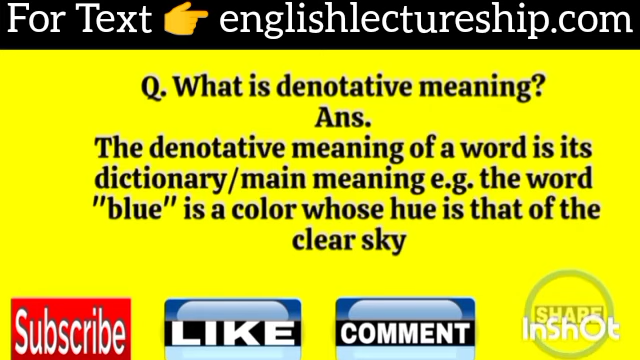 For Text 👉 englishlectureship.com
Q. What is denotative meaning?
Ans.
The denotative meaning of a word is its
dictionary/main meaning e.g. the word
"blue" is a color whose hue is that of the
clear sky
Subscribe
LIKE
COMMENT
SHARE
InShOt